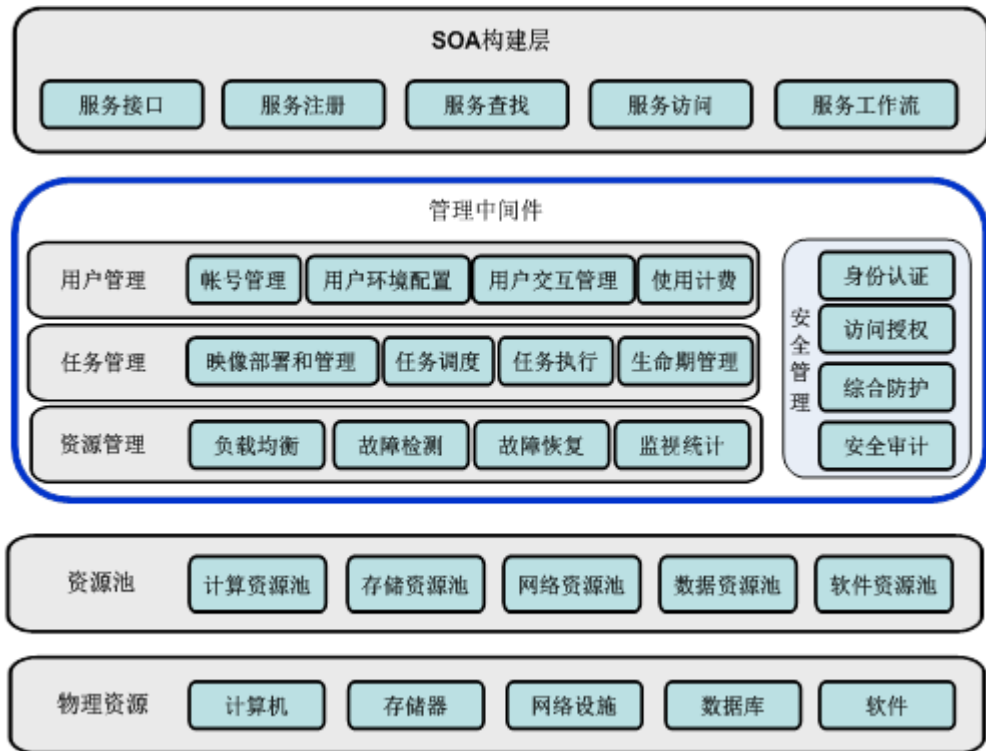 SOA构建层
服务接口 服务注册 服务查找 服务访问 服务工作流
管理中间件
用户管理 帐号管理 用户环境配置 用户交互管理 使用计费
任务管理 映像部署和管理 任务调度 任务执行 生命期管理
资源管理 负载均衡 故障检测 故障恢复 监视统计
安全管理
身份认证
访问授权
综合防护
安全审计
资源池 计算资源池 存储资源池 网络资源池 数据资源池 软件资源池
物理资源 计算机 存储器 网络设施 数据库 软件